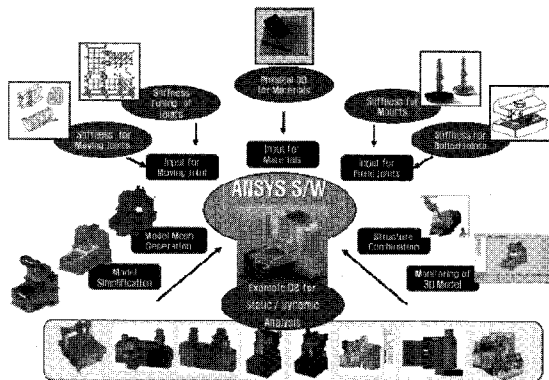 Physical DB
for Materials
Stiffness
Tuning of
Joints
Stiffness for
Mounts
Stiffness for
Moving Joints
Stiffness for
Bolted Joints
Input for
Moving Joint
Input for
Materials
Input for
Fixed Joints
ANSYS S/W
Model Mesh
Generation
Structure
Combination
Model
Simplification
Monitoring of
3D Model
Example DB for
Static / Dynamic
Analysis